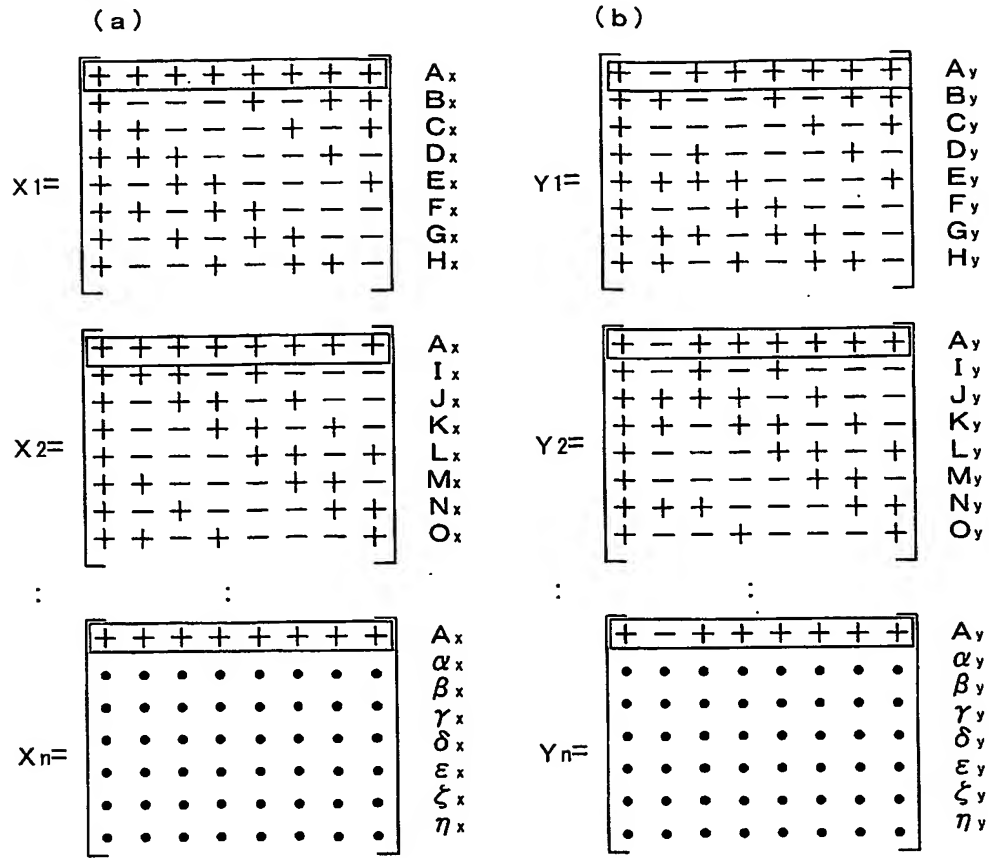 (a)
X1=
+ + + + + + + + Ax
+ − − − + − + + Bx
+ + − − − + − + Cx
+ + + − − − + − Dx
+ − + + − − − + Ex
+ + − + + − − − Fx
+ − + − + + − − Gx
+ − − + − + + − Hx
X2=
+ + + + + + + + Ax
+ + + − + − − − Ix
+ − + + − + − − Jx
+ − − + + − + − Kx
+ − − − + + − + Lx
+ + − − − + + − Mx
+ − + − − − + + Nx
+ + − + − − − + Ox
: :
Xn=
+ + + + + + + + Ax
αx
βx
γx
δx
εx
ζx
ηx
(b)
Y1=
+ − + + + + + + Ay
+ + − − + − + + By
+ − − − − + − + Cy
+ − + − − − + − Dy
+ + + + − − − + Ey
+ − − + + − − − Fy
+ + + − + + − − Gy
+ + − + − + + − Hy
Y2=
+ − + + + + + + Ay
+ − + − + − − − Iy
+ + + + − + − − Jy
+ + − + + − + − Ky
+ − − − + + − + Ly
+ − − − − + + − My
+ + + − − − + + Ny
+ − − + − − − + Oy
: :
Yn=
+ − + + + + + + Ay
αy
βy
γy
δy
εy
ζy
ηy